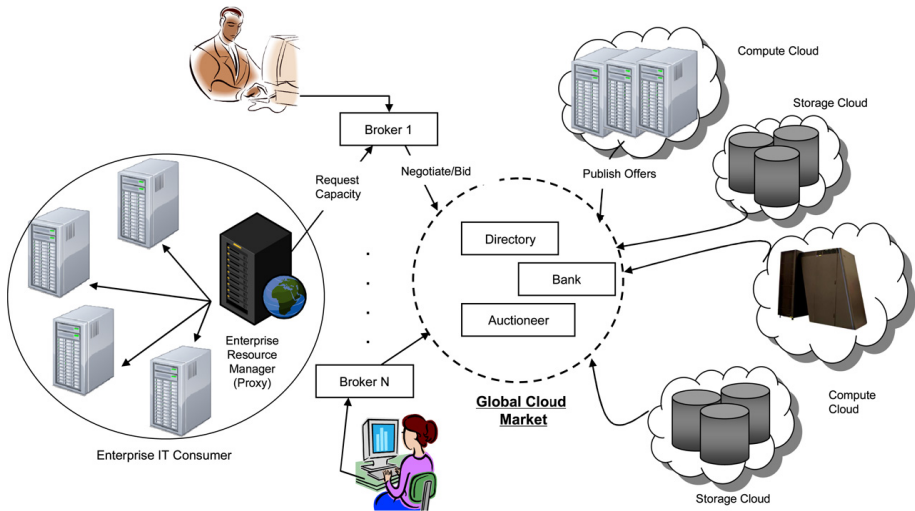 Compute Cloud
Storage Cloud
Broker 1
Negotiate/Bid
Request
Capacity
Publish Offers
Directory
Bank
Auctioneer
Enterprise
Resource
Manager
(Proxy)
Broker N
Global Cloud
Market
Compute
Cloud
Enterprise IT Consumer
Storage Cloud